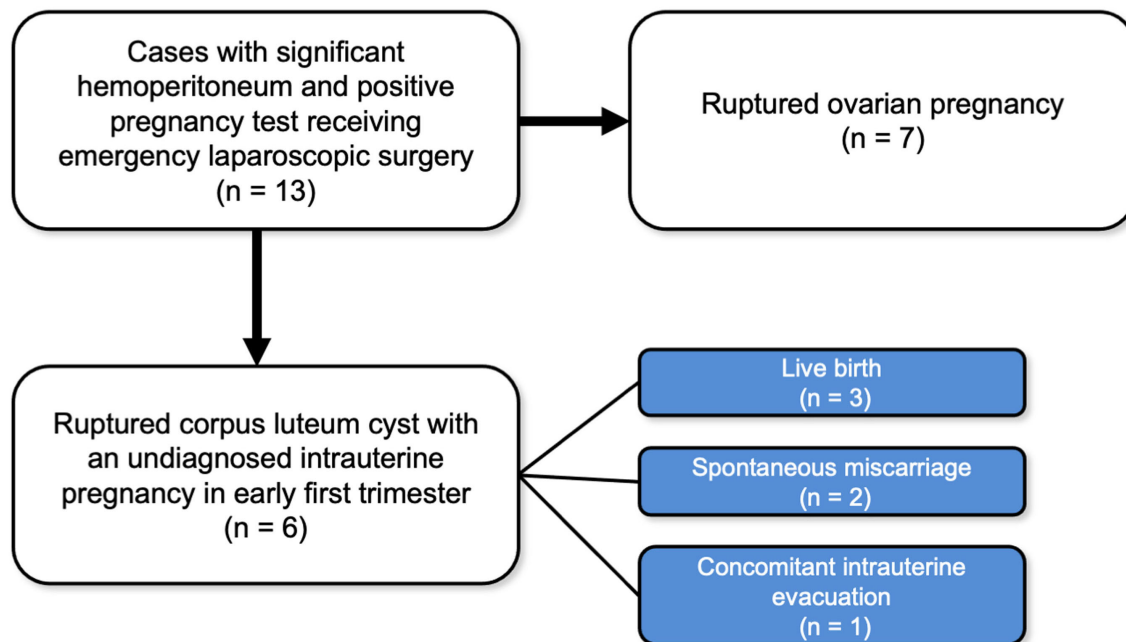 Cases with significant
hemoperitoneum and positive
pregnancy test receiving
emergency laparoscopic surgery
(n = 13)
Ruptured ovarian pregnancy
(n = 7)
Ruptured corpus luteum cyst with
an undiagnosed intrauterine
pregnancy in early first trimester
(n = 6)
Live birth
(n = 3)
Spontaneous miscarriage
(n = 2)
Concomitant intrauterine
evacuation
(n = 1)